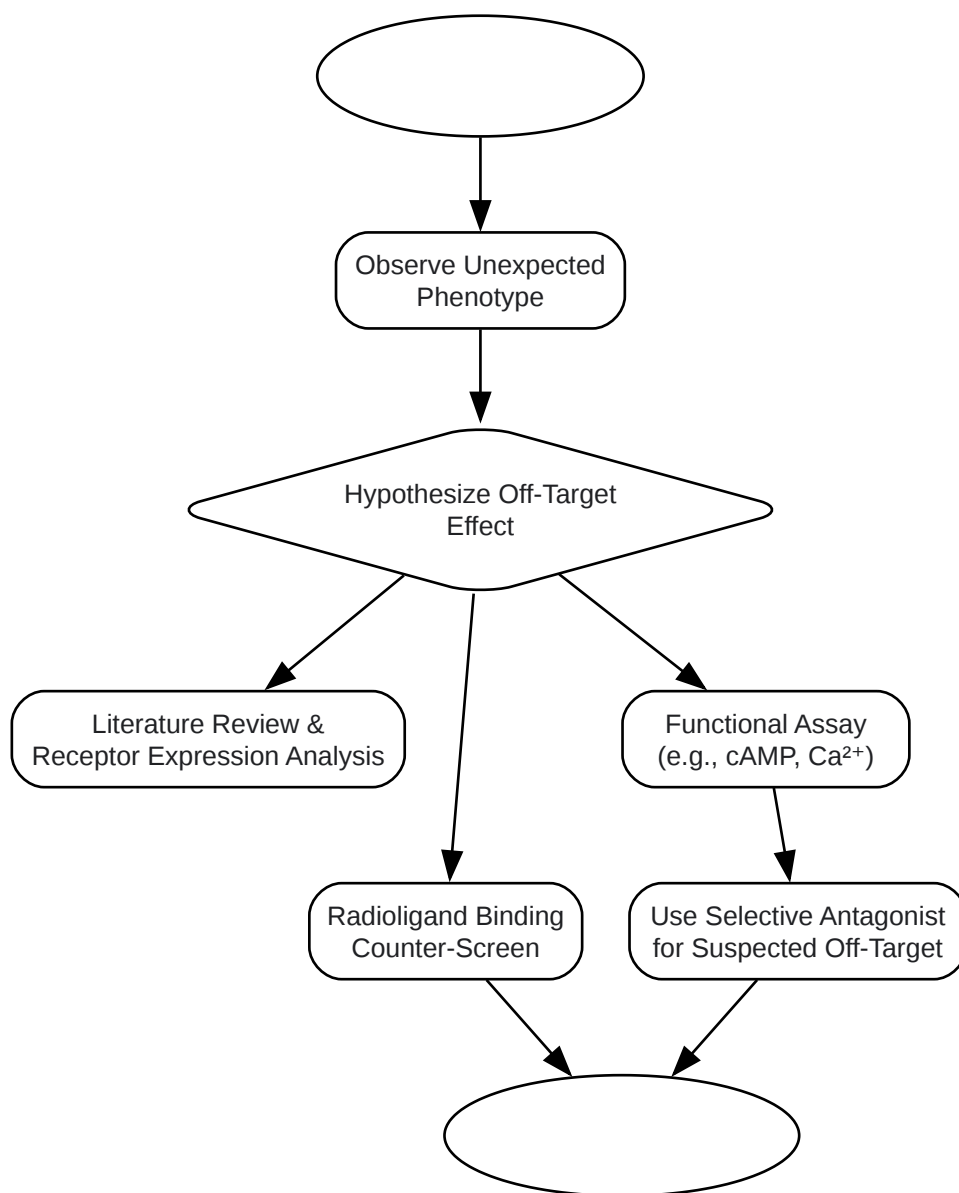 Observe Unexpected
Phenotype
Hypothesize Off-Target
Effect
Literature Review &
Receptor Expression Analysis
Functional Assay
(e.g., cAMP, Ca²⁺)
Radioligand Binding
Counter-Screen
Use Selective Antagonist
for Suspected Off-Target